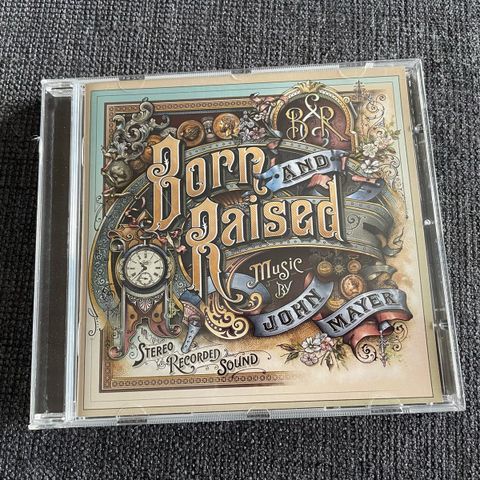 B&R
Born AND
Raised
Music
By
JOHN
MAYER
STEREO
RECORDED
SOUND